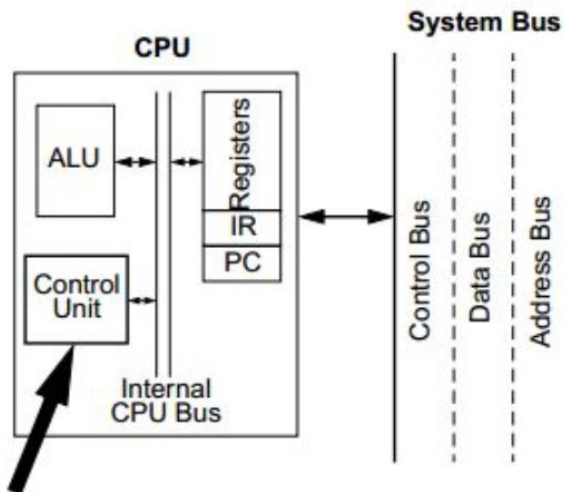 System Bus
CPU
ALU
Registers
IR
PC
Control
Unit
Internal
CPU Bus
Control Bus
Data Bus
Address Bus